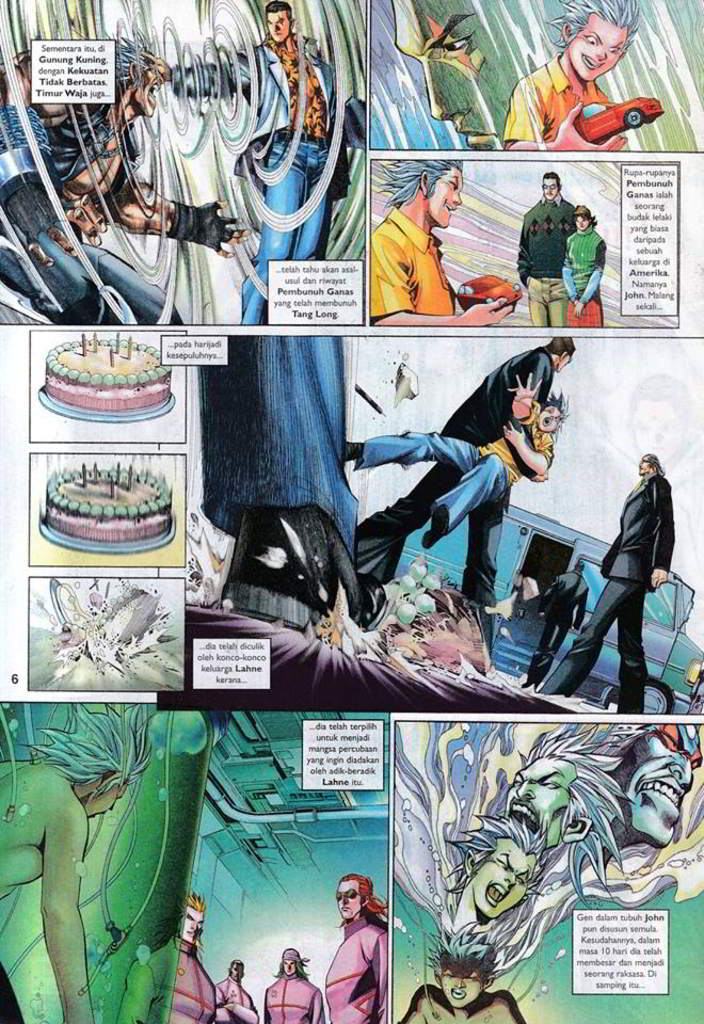 Sementara itu, di
Gunung Kuning,
dengan Kekuatan
Tidak Berbatas,
Timur Waja juga...
...telah tahu akan asal-
usul dan riwayat
Pembunuh Ganas
yang telah membunuh
Tang Long.
Rupa-rupanya
Pembunuh
Ganas ialah
seorang
budak lelaki
yang biasa
daripada
sebuah
keluarga di
Amerika.
Namanya
John. Malang
sekali...
...pada harijadi
kesepuluhnya...
...dia telah diculik
oleh konco-konco
keluarga Lahne
kerana...
6
...dia telah terpilih
untuk menjadi
mangsa percubaan
yang ingin diadakan
oleh adik-beradik
Lahne itu.
Gen dalam tubuh John
pun disusun semula.
Kesudahannya, dalam
masa 10 hari dia telah
membesar dan menjadi
seorang raksasa. Di
samping itu...